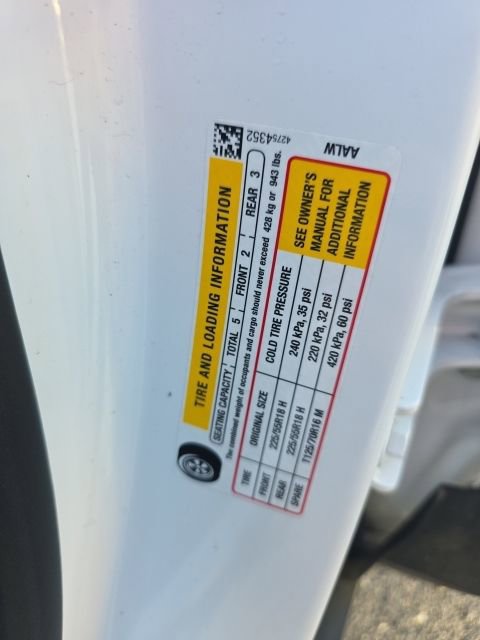 42754352 AALW
TIRE AND LOADING INFORMATION
SEATING CAPACITY TOTAL 5 FRONT 2 REAR 3
The combined weight of occupants and cargo should never exceed 428 kg or 943 lbs.
TIRE ORIGINAL SIZE COLD TIRE PRESSURE
FRONT 225/55R18 H 240 kPa, 35 psi
REAR 225/55R18 H 220 kPa, 32 psi
SPARE T125/70R16 M 420 kPa, 60 psi
SEE OWNER'S
MANUAL FOR
ADDITIONAL
INFORMATION